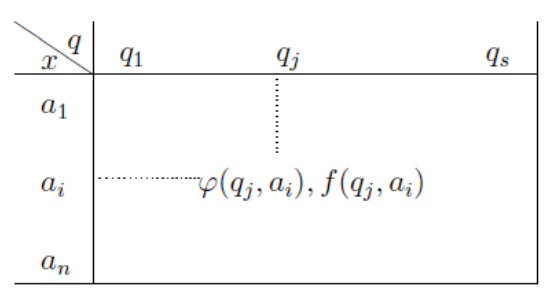 q
x q₁ qⱼ qₛ
a₁
aᵢ φ(qⱼ, aᵢ), f(qⱼ, aᵢ)
aₙ